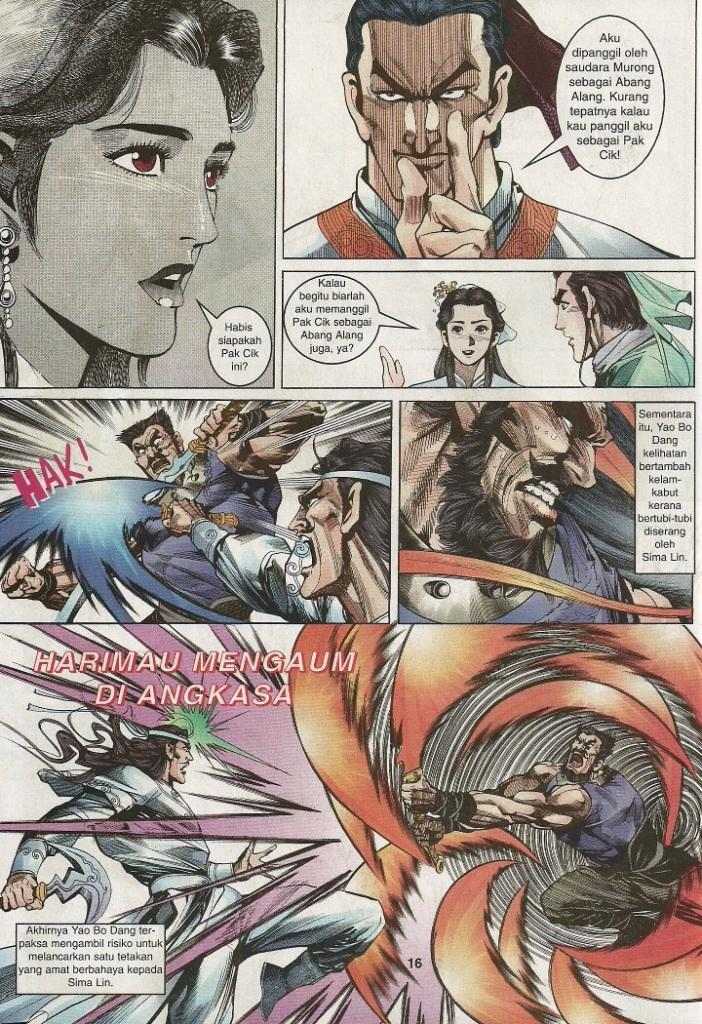 Habis
siapakah
Pak Cik
ini?
Aku
dipanggil oleh
saudara Murong
sebagai Abang
Alang. Kurang
tepatnya kalau
kau panggil aku
sebagai Pak
Cik!
Kalau
begitu biarlah
aku memanggil
Pak Cik sebagai
Abang Alang
juga, ya?
HAK!
Sementara
itu, Yao Bo
Dang
kelihatan
bertambah
kelam-
kabut
kerana
bertubi-tubi
diserang
oleh
Sima Lin.
HARIMAU MENGAUM
DI ANGKASA
Akhirnya Yao Bo Dang ter-
paksa mengambil risiko untuk
melancarkan satu tetakan
yang amat berbahaya kepada
Sima Lin.
16